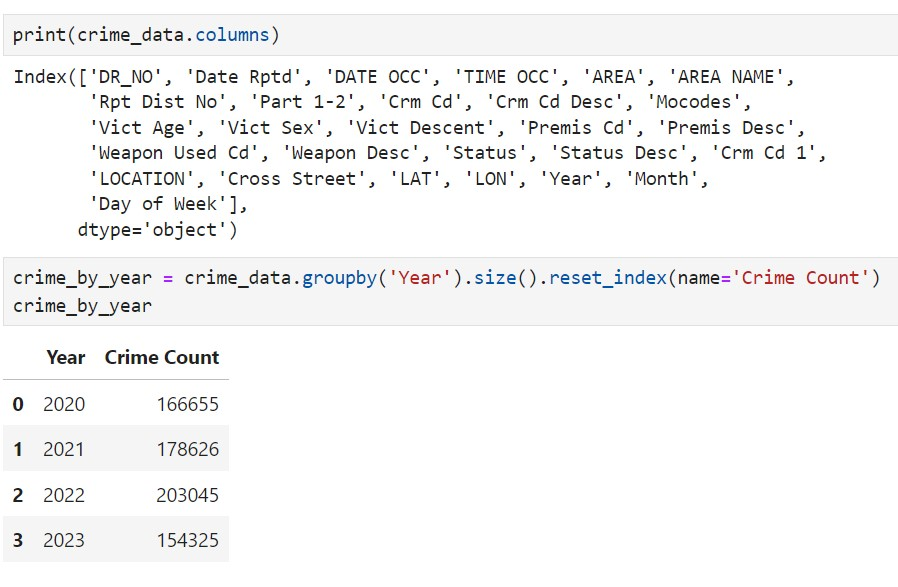 print(crime_data.columns)
Index(['DR_NO', 'Date Rptd', 'DATE OCC', 'TIME OCC', 'AREA', 'AREA NAME',
'Rpt Dist No', 'Part 1-2', 'Crm Cd', 'Crm Cd Desc', 'Mocodes',
'Vict Age', 'Vict Sex', 'Vict Descent', 'Premis Cd', 'Premis Desc',
'Weapon Used Cd', 'Weapon Desc', 'Status', 'Status Desc', 'Crm Cd 1',
'LOCATION', 'Cross Street', 'LAT', 'LON', 'Year', 'Month',
'Day of Week'],
dtype='object')
crime_by_year = crime_data.groupby('Year').size().reset_index(name='Crime Count')
crime_by_year
Year Crime Count
0 2020 166655
1 2021 178626
2 2022 203045
3 2023 154325